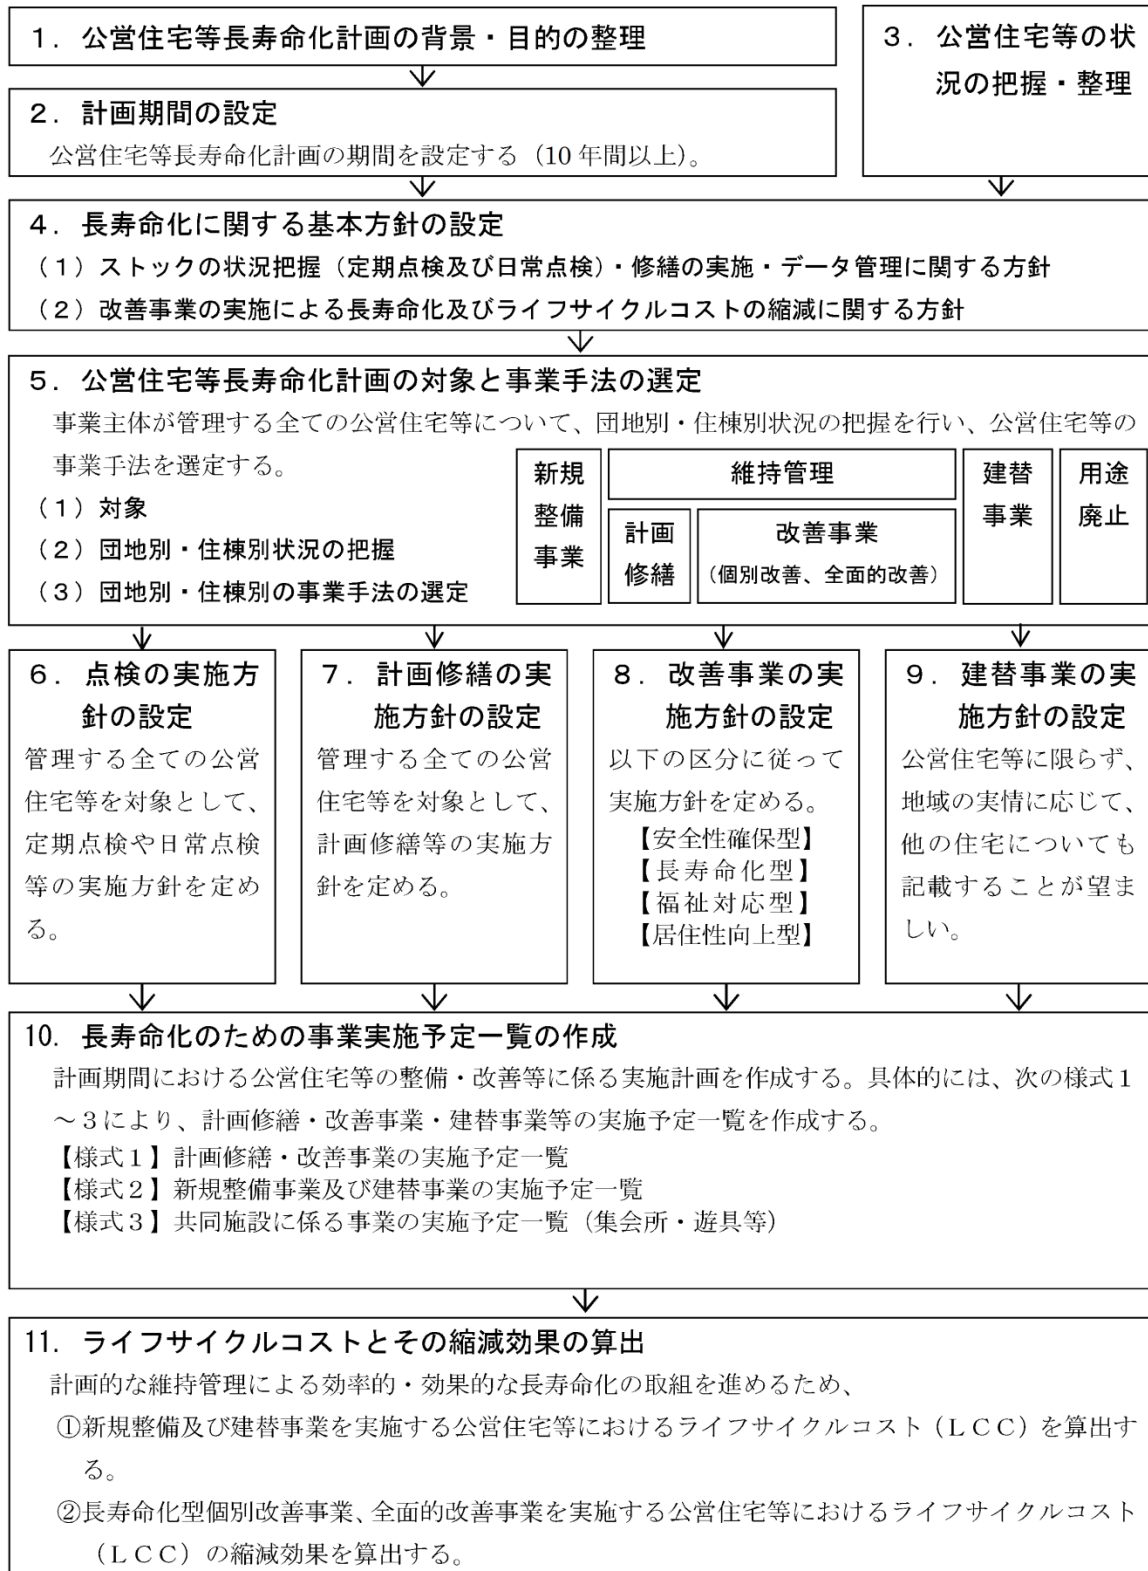 1．公営住宅等長寿命化計画の背景・目的の整理
3．公営住宅等の状
況の把握・整理
2．計画期間の設定
公営住宅等長寿命化計画の期間を設定する（10 年間以上）。
4．長寿命化に関する基本方針の設定
（1）ストックの状況把握（定期点検及び日常点検）・修繕の実施・データ管理に関する方針
（2）改善事業の実施による長寿命化及びライフサイクルコストの縮減に関する方針
5．公営住宅等長寿命化計画の対象と事業手法の選定
事業主体が管理する全ての公営住宅等について、団地別・住棟別状況の把握を行い、公営住宅等の
事業手法を選定する。
（1）対象
（2）団地別・住棟別状況の把握
（3）団地別・住棟別の事業手法の選定
新規
整備
事業
維持管理
計画
修繕
改善事業
（個別改善、全面的改善）
建替
事業
用途
廃止
6．点検の実施方
針の設定
管理する全ての公営
住宅等を対象として、
定期点検や日常点検
等の実施方針を定め
る。
7．計画修繕の実
施方針の設定
管理する全ての公営
住宅等を対象として、
計画修繕等の実施方
針を定める。
8．改善事業の実
施方針の設定
以下の区分に従って
実施方針を定める。
【安全性確保型】
【長寿命化型】
【福祉対応型】
【居住性向上型】
9．建替事業の実
施方針の設定
公営住宅等に限らず、
地域の実情に応じて、
他の住宅についても
記載することが望ま
しい。
10．長寿命化のための事業実施予定一覧の作成
計画期間における公営住宅等の整備・改善等に係る実施計画を作成する。具体的には、次の様式１
～３により、計画修繕・改善事業・建替事業等の実施予定一覧を作成する。
【様式１】計画修繕・改善事業の実施予定一覧
【様式２】新規整備事業及び建替事業の実施予定一覧
【様式３】共同施設に係る事業の実施予定一覧（集会所・遊具等）
11．ライフサイクルコストとその縮減効果の算出
計画的な維持管理による効率的・効果的な長寿命化の取組を進めるため、
①新規整備及び建替事業を実施する公営住宅等におけるライフサイクルコスト（ＬＣＣ）を算出す
る。
②長寿命化型個別改善事業、全面的改善事業を実施する公営住宅等におけるライフサイクルコスト
（ＬＣＣ）の縮減効果を算出する。